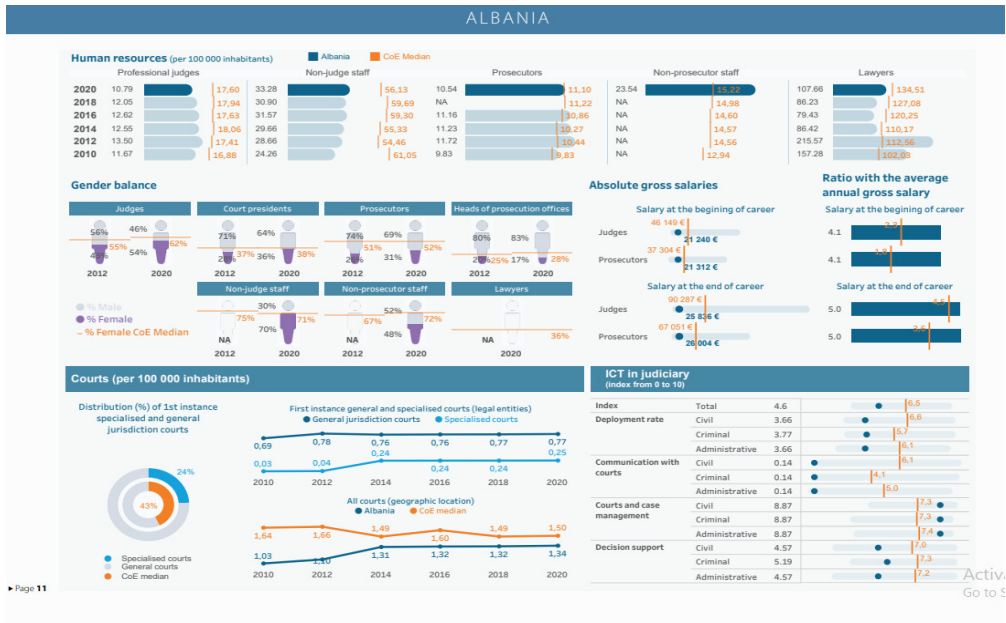 ALBANIA
Human resources (per 100 000 inhabitants) Albania CoE Median
Professional judges Non-judge staff Prosecutors Non-prosecutor staff Lawyers
2020 10.79 17,60 33.28 56,13 10.54 11,10 23.54 15,22 107.66 134,51
2018 12.05 17,94 30.90 59,69 NA 11,22 NA 14,98 86.23 127,08
2016 12.62 17,63 31.57 59,30 11.16 10,86 NA 14,60 79.43 120,25
2014 12.55 18,06 29.66 55,33 11.23 10,27 NA 14,57 86.42 110,17
2012 13.50 17,41 28.66 54,46 11.72 10,44 NA 14,56 215.57 112,56
2010 11.67 16,88 24.26 61,05 9.83 9,83 NA 12,94 157.28 102,03
Gender balance
Judges Court presidents Prosecutors Heads of prosecution offices
56% 46% 71% 64% 74% 69% 80% 83%
55% 62% 37% 38% 51% 52% 25% 28%
54% 36% 31% 20% 17%
2012 2020 2012 2020 2012 2020 2012 2020
Non-judge staff Non-prosecutor staff Lawyers
30% 52%
75% 71% 67% 72% 36%
NA 70% NA 48% NA
2012 2020 2012 2020 2012 2020
% Male
% Female
% Female CoE Median
Absolute gross salaries
Salary at the begining of career
46 149 €
Judges
21 240 €
37 304 €
Prosecutors
21 312 €
Salary at the end of career
90 287 €
Judges
25 836 €
67 051 €
Prosecutors
26 004 €
Ratio with the average
annual gross salary
Salary at the begining of career
4.1
4.1 1,8
Salary at the end of career
5.0 4,5
5.0
Courts (per 100 000 inhabitants)
Distribution (%) of 1st instance
specialised and general
jurisdiction courts
24%
43%
Specialised courts
General courts
CoE median
First instance general and specialised courts (legal entities)
General jurisdiction courts Specialised courts
0,69 0,78 0,76 0,76 0,77 0,77
0,03 0,04 0,24 0,24 0,24 0,25
2010 2012 2014 2016 2018 2020
All courts (geographic location)
Albania CoE median
1,64 1,66 1,49 1,60 1,49 1,50
1,03 1,31 1,32 1,32 1,34
2010 2012 2014 2016 2018 2020
ICT in judiciary
(index from 0 to 10)
Index Total 4.6 6,5
Deployment rate Civil 3.66 6,6
Criminal 3.77 5,7
Administrative 3.66 6,1
Communication with
courts
Civil 0.14 6,1
Criminal 0.14 4,1
Administrative 0.14 5,0
Courts and case
management
Civil 8.87 7,3
Criminal 8.87 7,3
Administrative 8.87 7,4
Decision support Civil 4.57 7,0
Criminal 5.19 7,3
Administrative 4.57 7,2
▸ Page 11
Activa
Go to S